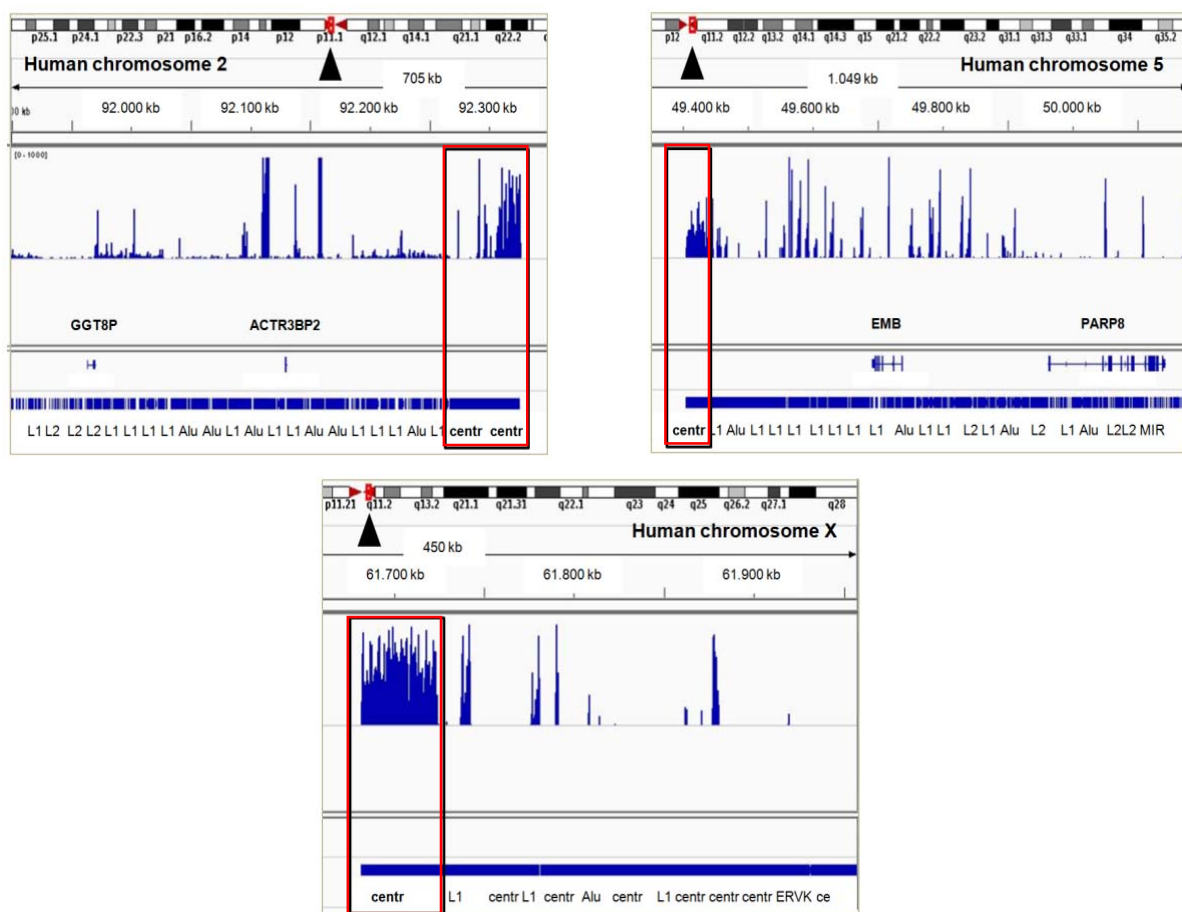 p25.1 p24.1 p22.3 p21 p16.2 p14 p12 p11.1 q12.1 q14.1 q21.1 q22.2
Human chromosome 2
705 kb
92.000 kb 92.100 kb 92.200 kb 92.300 kb
[0 - 1000]
GGT8P ACTR3BP2
L1 L2 L2 L2 L1 L1 L1 L1 Alu Alu L1 Alu L1 L1 Alu Alu L1 L1 L1 Alu L1 centr centr
p12 q11.2 q12.2 q13.2 q14.1 q14.3 q15 q21.2 q22.2 q23.2 q31.1 q31.3 q33.1 q34 q35.2
Human chromosome 5
1.049 kb
49.400 kb 49.600 kb 49.800 kb 50.000 kb
EMB PARP8
centr L1 Alu L1 L1 L1 L1 L1 L1 L1 Alu L1 L1 L2 L1 Alu L2 L1 Alu L2L2 MIR
p11.21 q11.2 q13.2 q21.1 q21.31 q22.1 q23 q24 q25 q26.2 q27.1 q28
Human chromosome X
450 kb
61.700 kb 61.800 kb 61.900 kb
centr L1 centr L1 centr Alu centr L1 centr centr centr ERVK ce